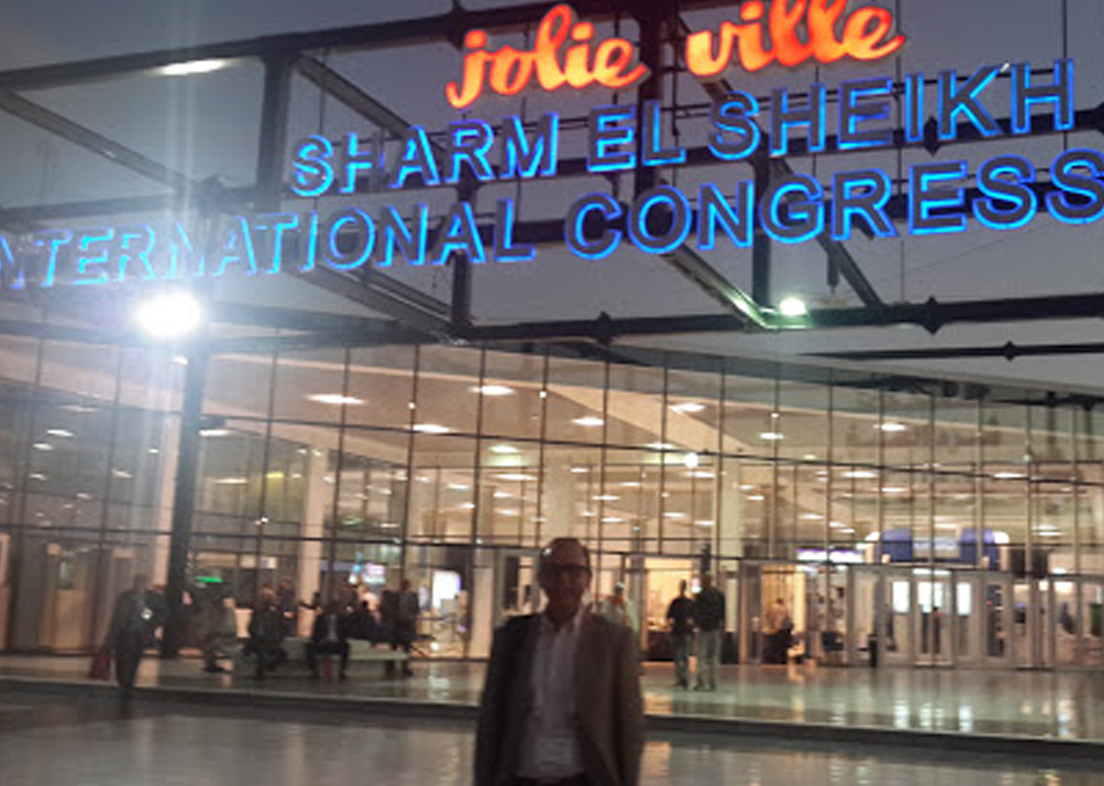 jolie ville
SHARM EL SHEIKH
INTERNATIONAL CONGRESS